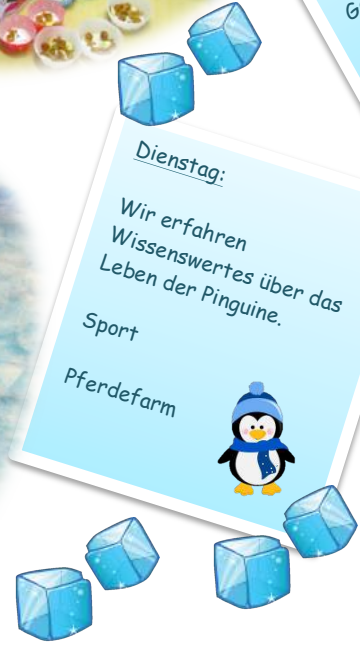 G
Dienstag:
Wir erfahren
Wissenswertes über das
Leben der Pinguine.
Sport
Pferdefarm